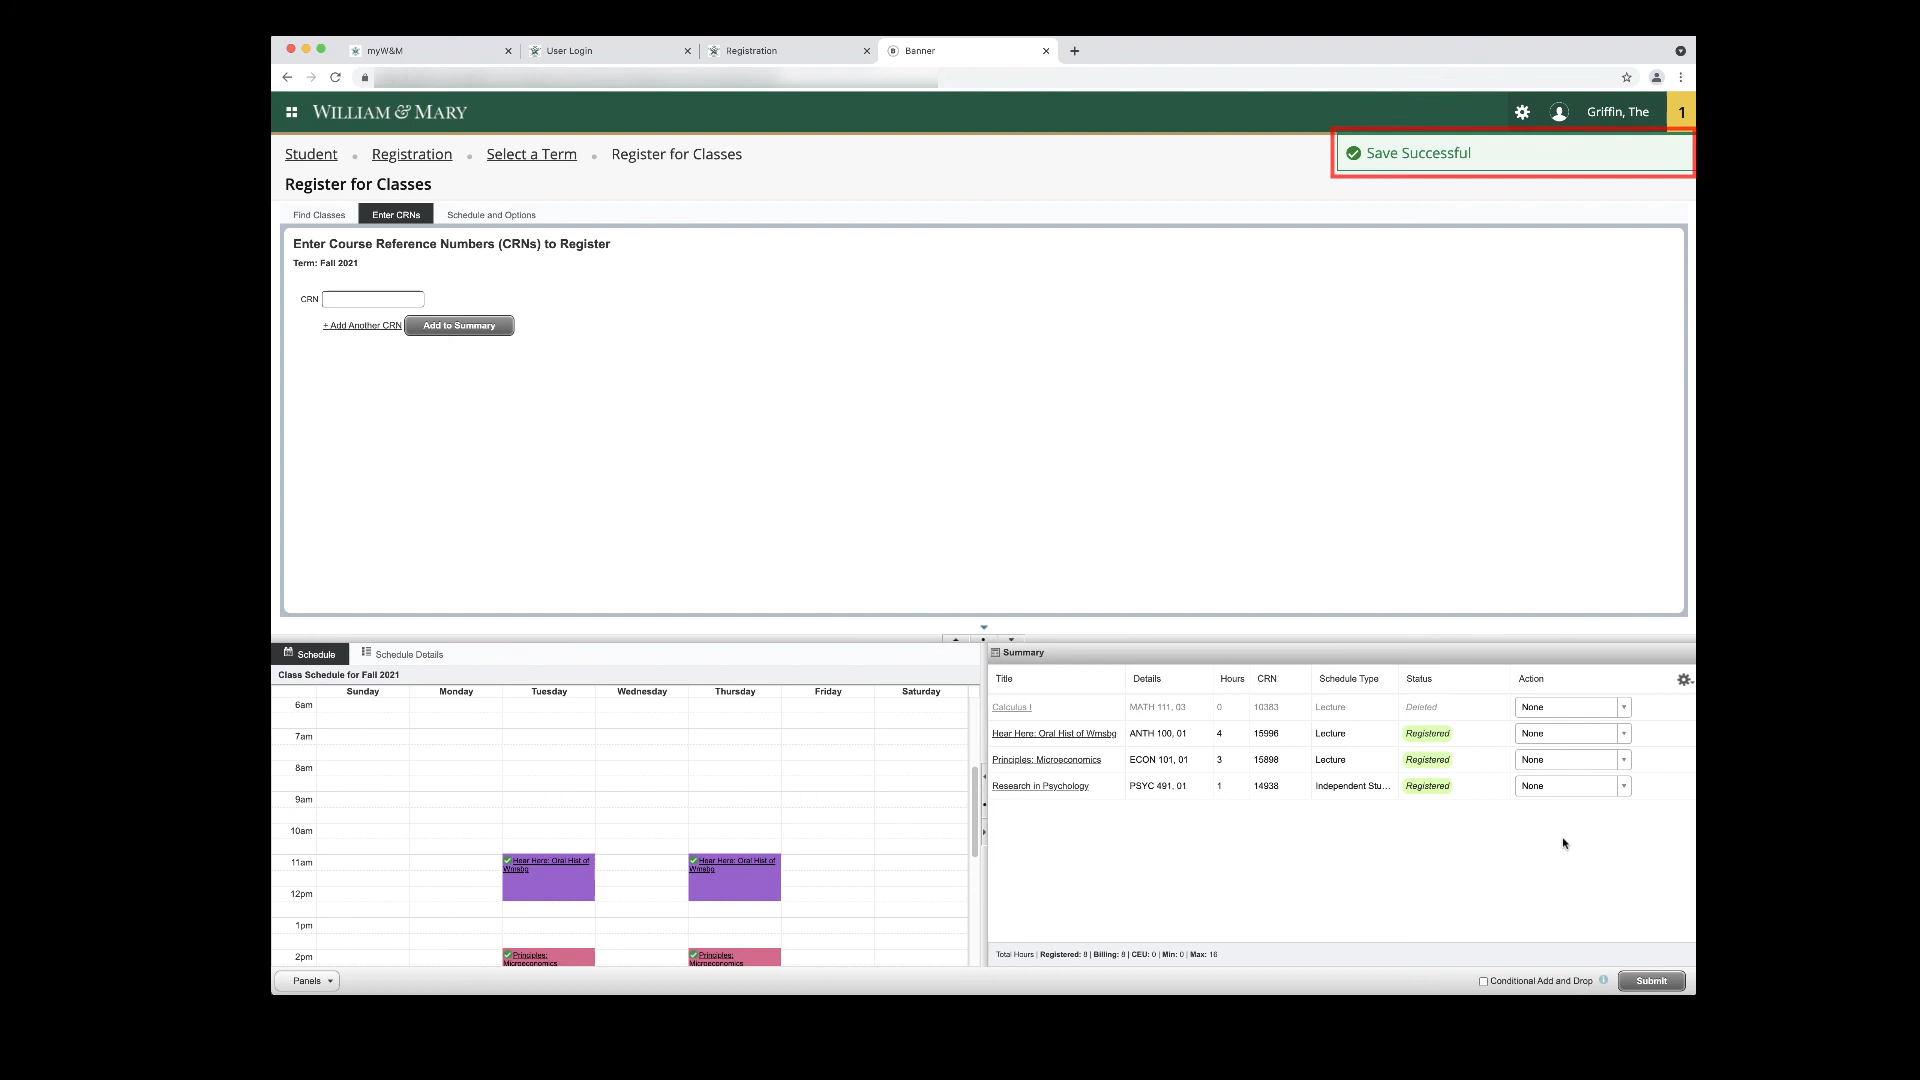 myW&M
User Login
Registration
Banner
WILLIAM & MARY
Griffin, The
1
Student
Registration
Select a Term
Register for Classes
Save Successful
Register for Classes
Find Classes
Enter CRNs
Schedule and Options
Enter Course Reference Numbers (CRNs) to Register
Term: Fall 2021
CRN
+ Add Another CRN
Add to Summary
Schedule
Schedule Details
Class Schedule for Fall 2021
Sunday Monday Tuesday Wednesday Thursday Friday Saturday
6am
7am
8am
9am
10am
11am
12pm
1pm
2pm
Hear Here: Oral Hist of
Wmsbg
Hear Here: Oral Hist of
Wmsbg
Principles:
Microeconomics
Principles:
Microeconomics
Summary
Title Details Hours CRN Schedule Type Status Action
Calculus I MATH 111, 03 0 10383 Lecture Deleted None
Hear Here: Oral Hist of Wmsbg ANTH 100, 01 4 15996 Lecture Registered None
Principles: Microeconomics ECON 101, 01 3 15898 Lecture Registered None
Research in Psychology PSYC 491, 01 1 14938 Independent Stu... Registered None
Total Hours | Registered: 8 | Billing: 8 | CEU: 0 | Min: 0 | Max: 16
Panels
Conditional Add and Drop
Submit